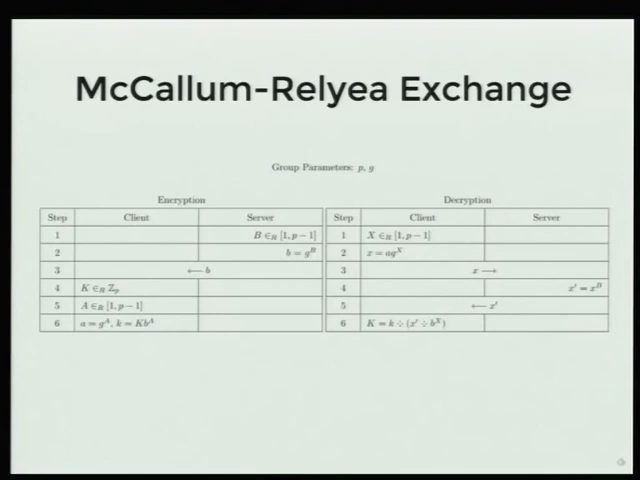 McCallum-Relyea Exchange
Group Parameters: p, g
Encryption
Step Client Server
1 B ∈R [1, p − 1]
2 b = g^B
3 ⟵ b
4 K ∈R ℤp
5 A ∈R [1, p − 1]
6 a = g^A, k = Kb^A
Decryption
Step Client Server
1 X ∈R [1, p − 1]
2 x = ag^X
3 x ⟶
4 x′ = x^B
5 ⟵ x′
6 K = k ÷ (x′ ÷ b^X)